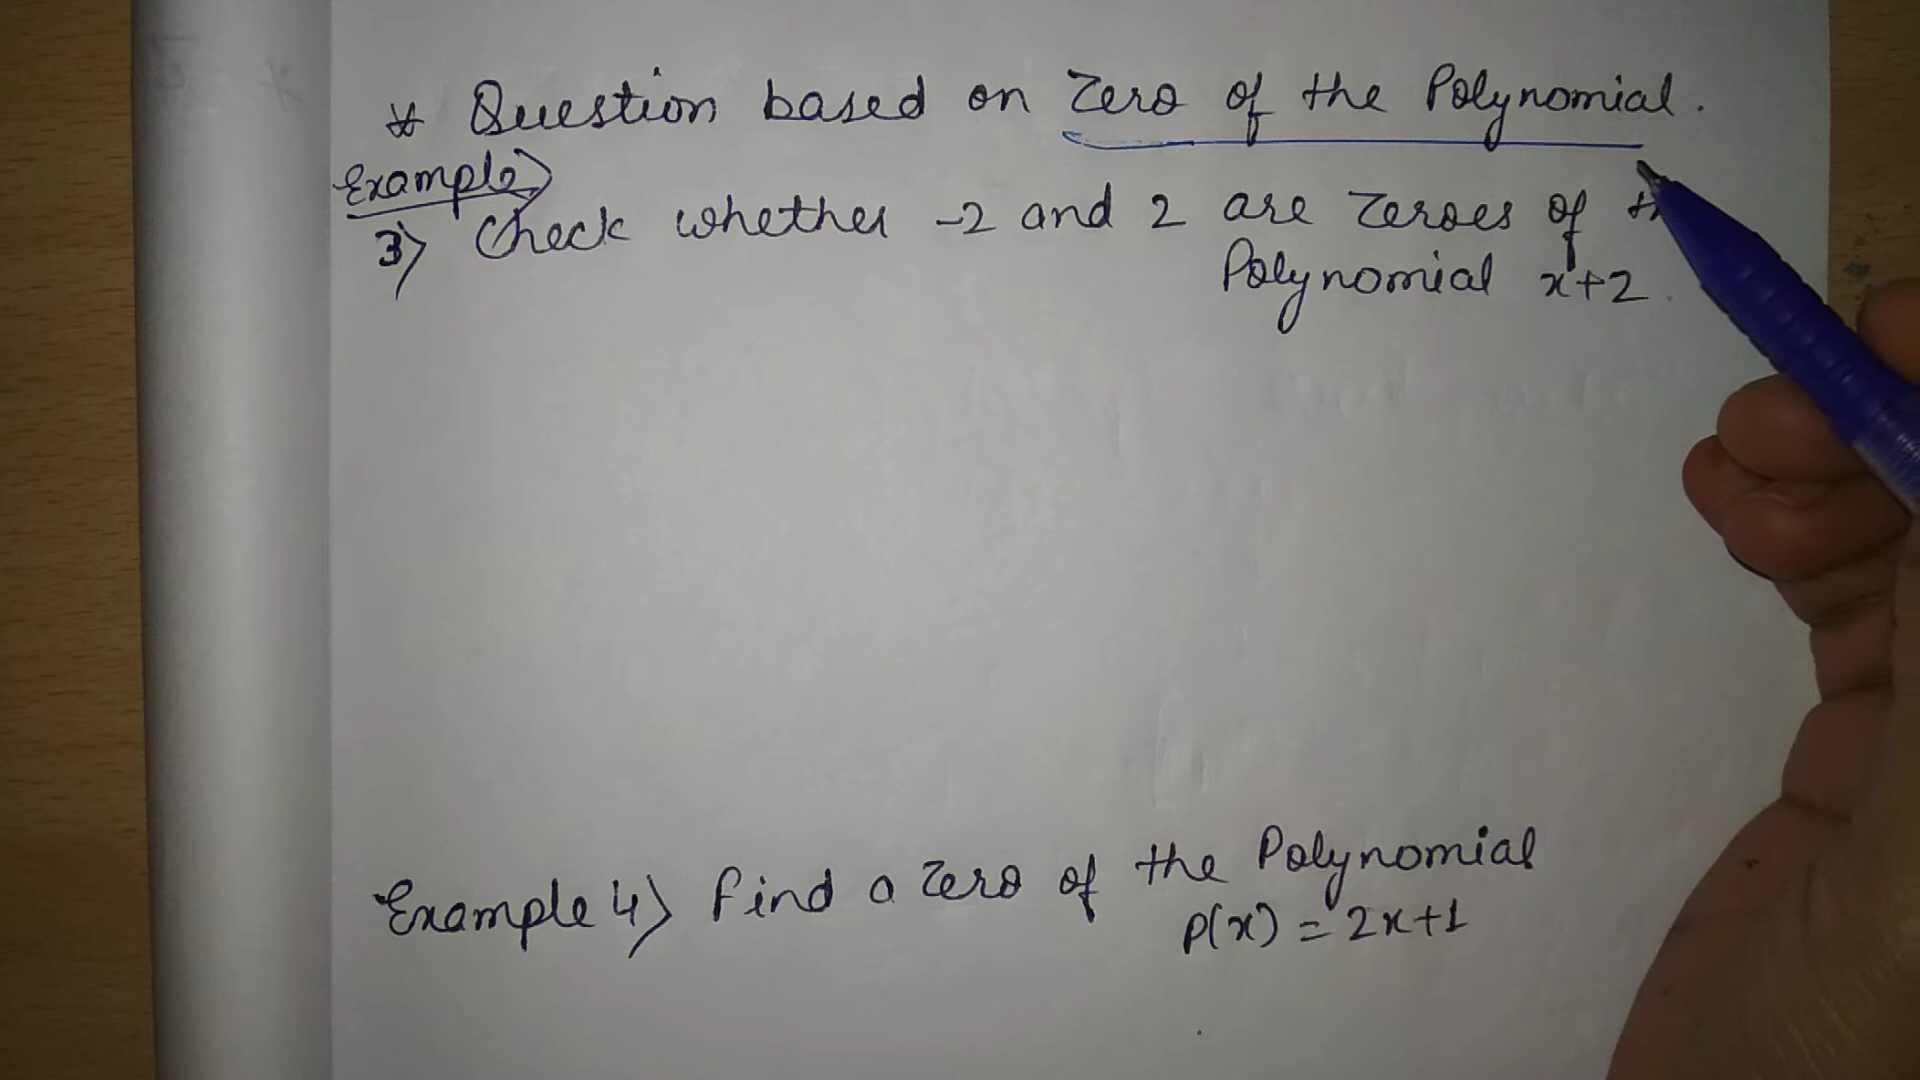 * Question based on Zero of the Polynomial.
Example
3) Check whether -2 and 2 are zeroes of
Polynomial x+2.
Example 4) find a zero of the Polynomial
P(x) = 2x+1